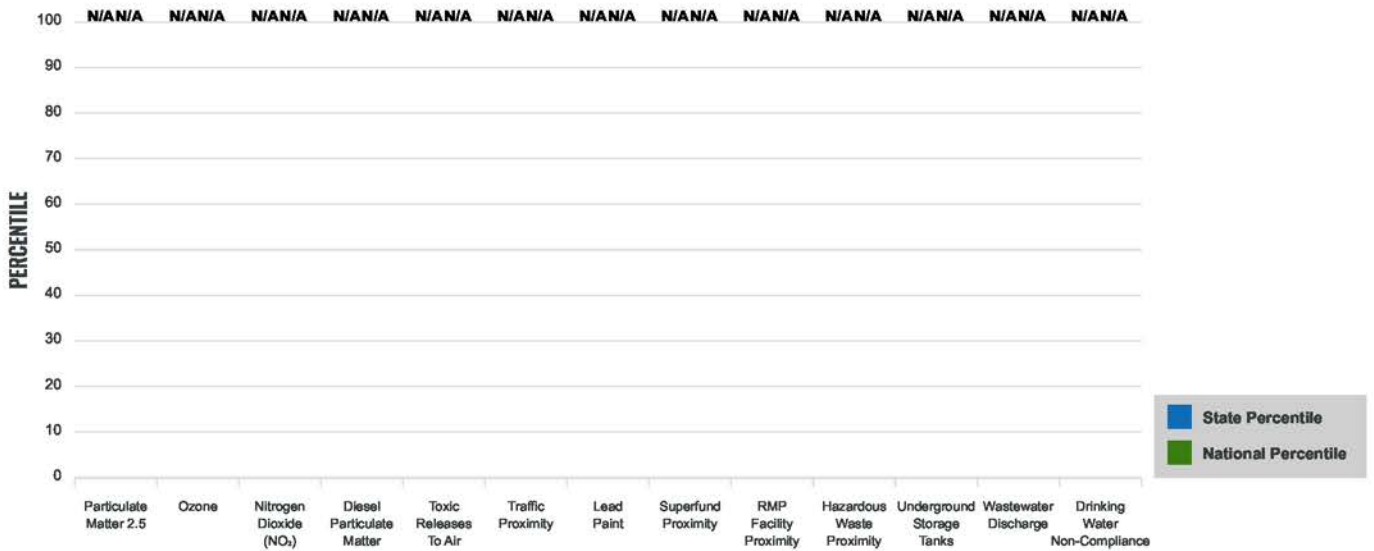 100
N/AN/A N/AN/A N/AN/A N/AN/A N/AN/A N/AN/A N/AN/A N/AN/A N/AN/A N/AN/A N/AN/A N/AN/A N/AN/A
90
80
70
60
50
40
30
20
10
0
PERCENTILE
Particulate
Matter 2.5
Ozone
Nitrogen
Dioxide
(NO₂)
Diesel
Particulate
Matter
Toxic
Releases
To Air
Traffic
Proximity
Lead
Paint
Superfund
Proximity
RMP
Facility
Proximity
Hazardous
Waste
Proximity
Underground
Storage
Tanks
Wastewater
Discharge
Drinking
Water
Non-Compliance
State Percentile
National Percentile